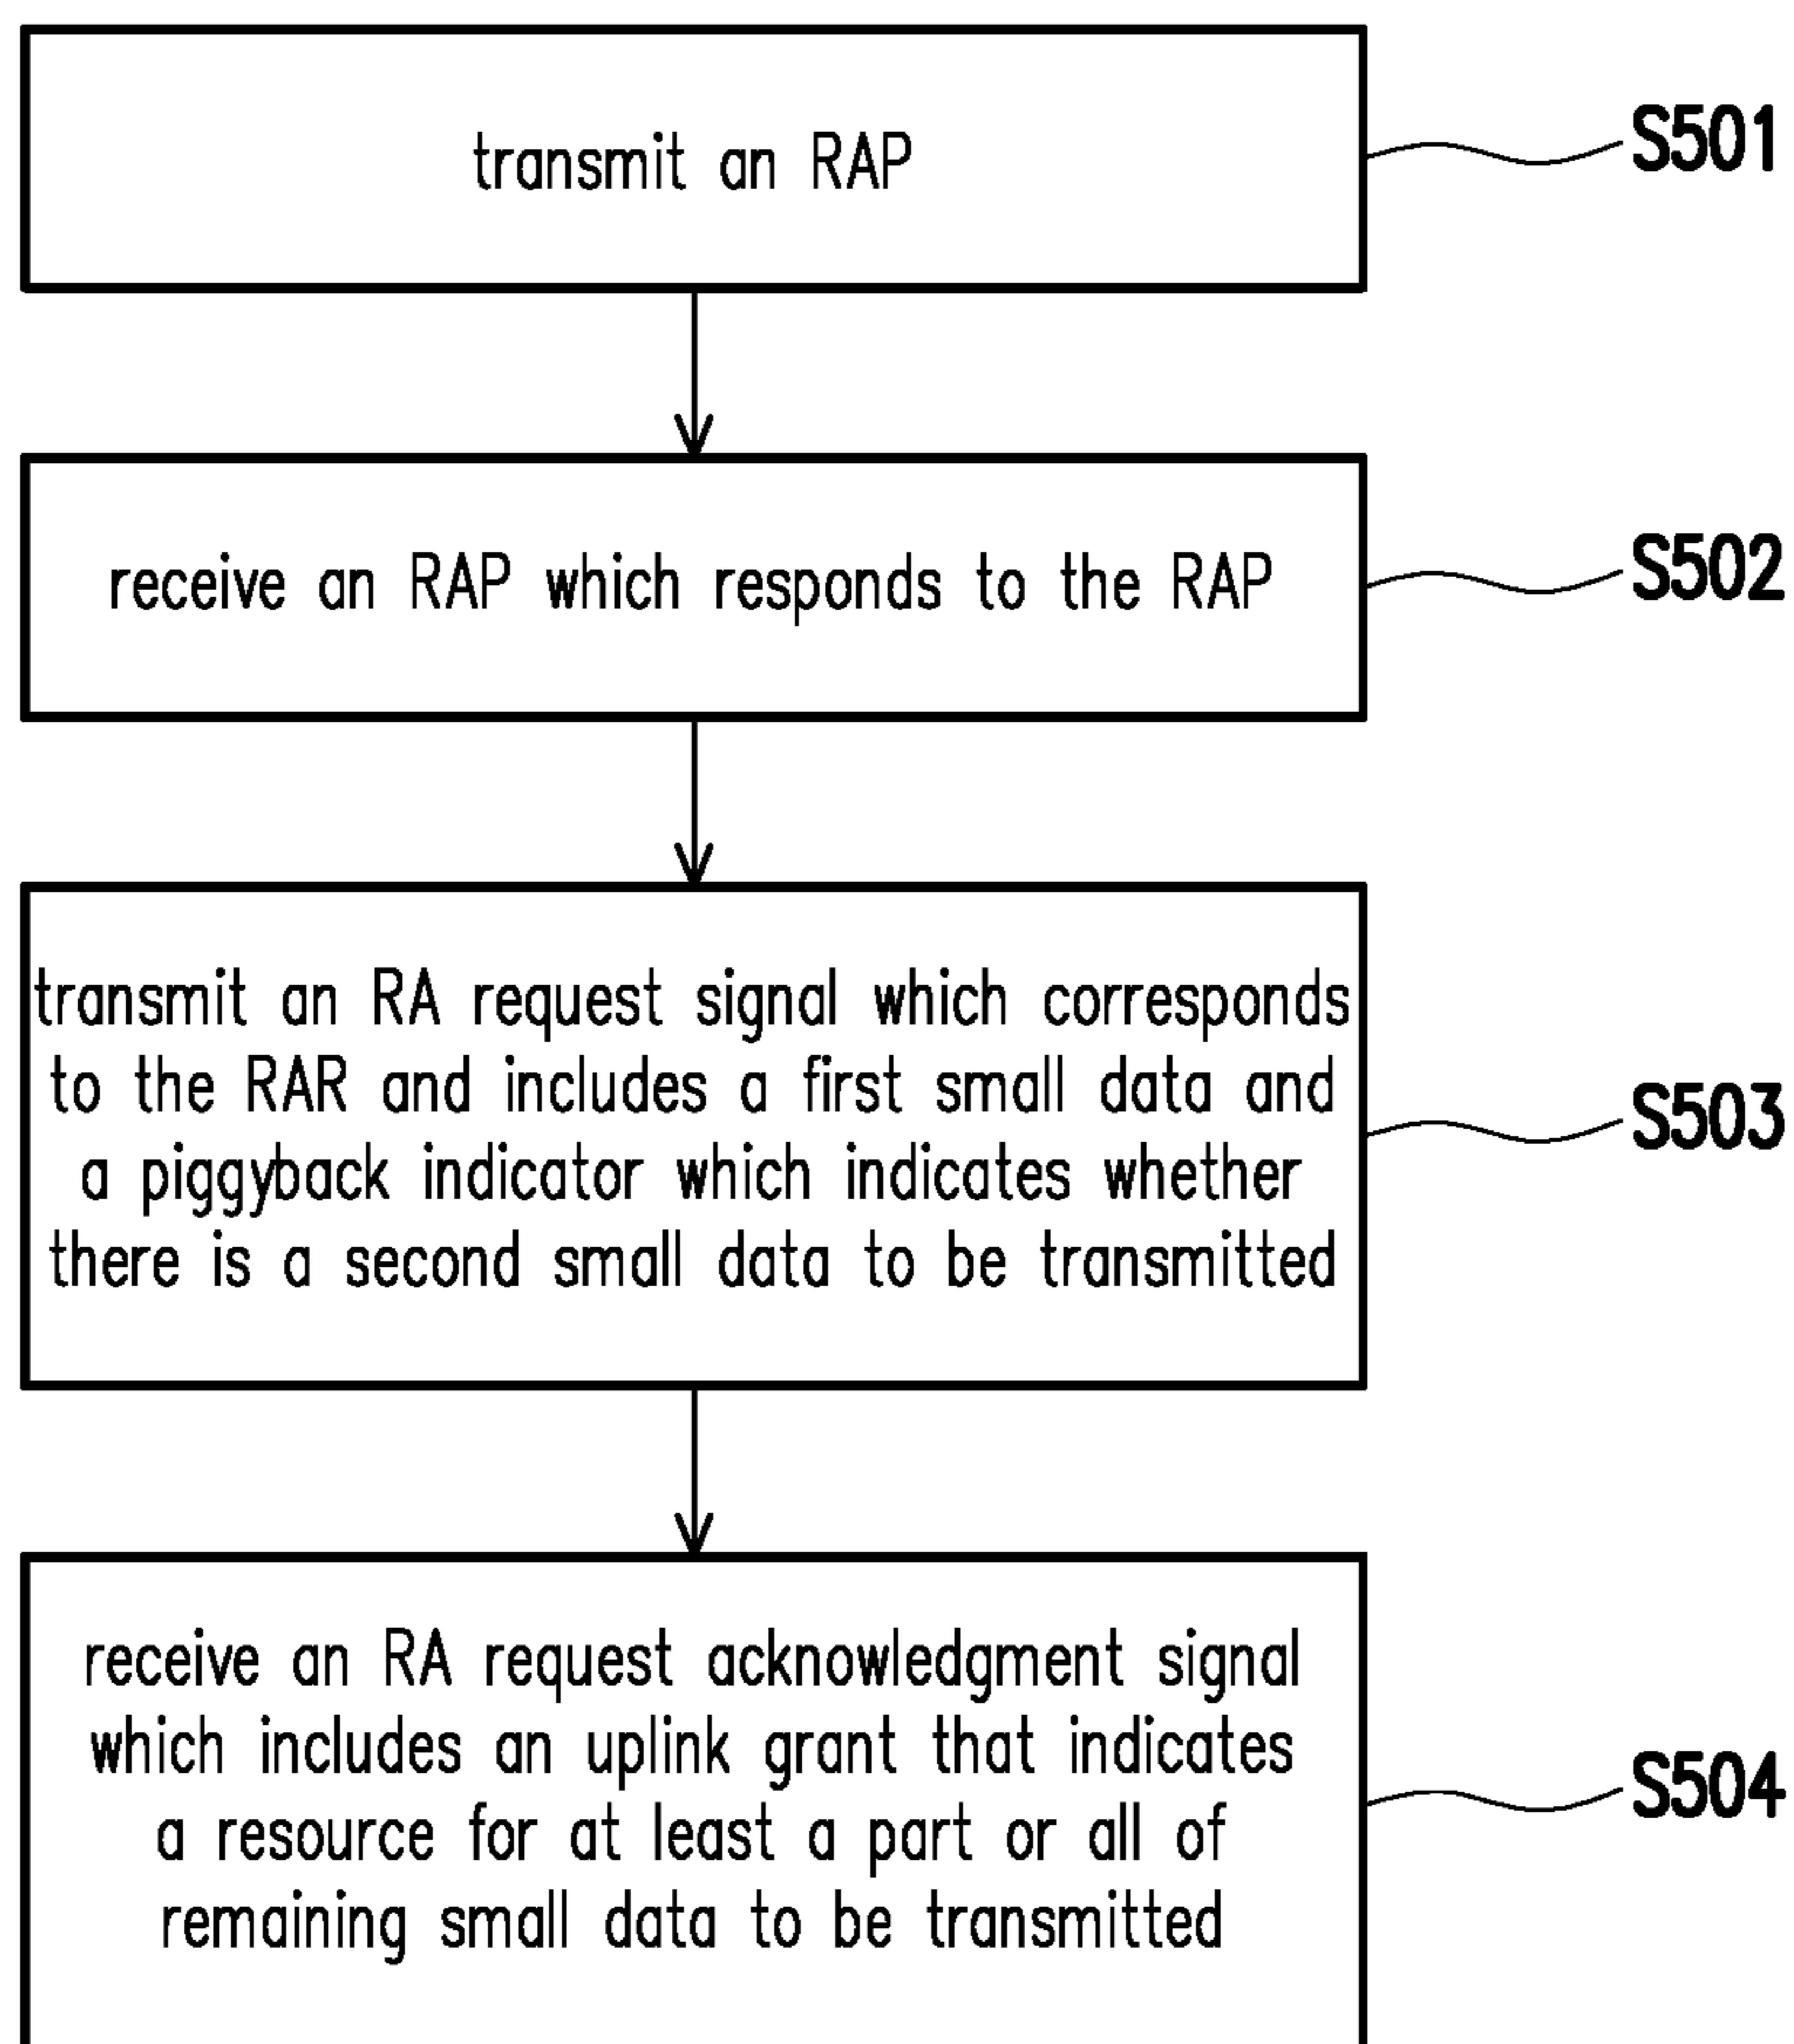 transmit an RAP
S501
receive an RAP which responds to the RAP
S502
transmit an RA request signal which corresponds
to the RAR and includes a first small data and
a piggyback indicator which indicates whether
there is a second small data to be transmitted
S503
receive an RA request acknowledgment signal
which includes an uplink grant that indicates
a resource for at least a part or all of
remaining small data to be transmitted
S504